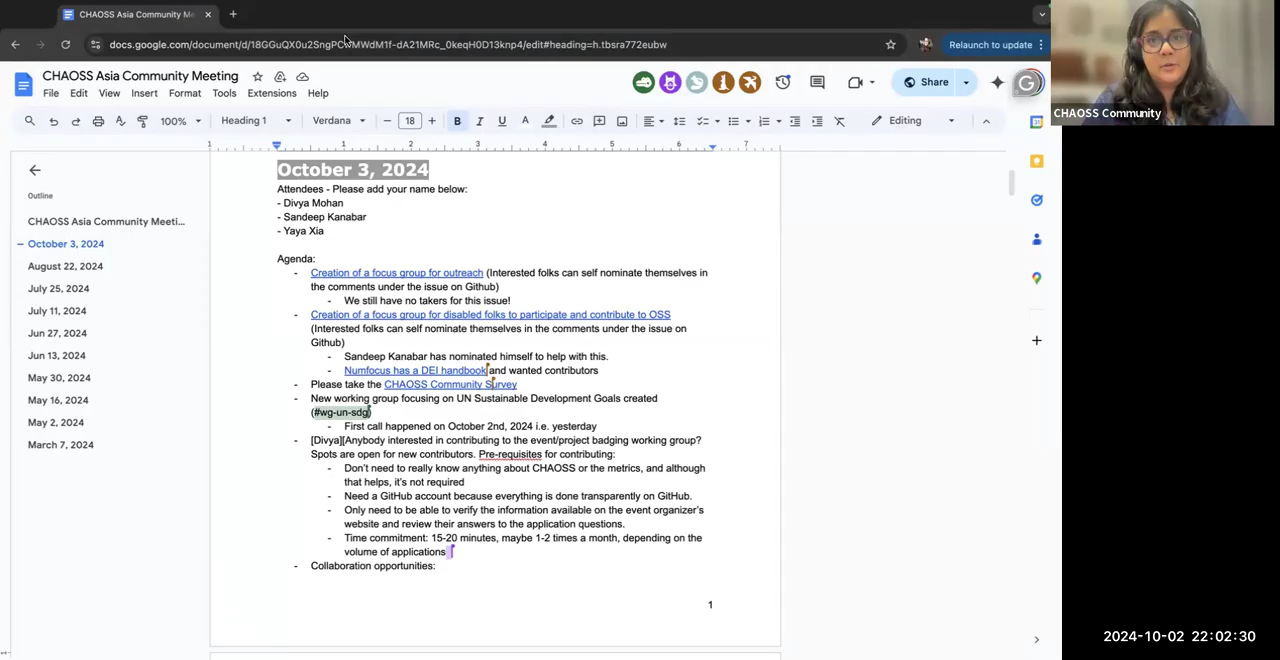 CHAOSS Asia Community Me
docs.google.com/document/d/18GGuQX0u2SngPC
MWdM1f-dA21MRc_0keqH0D13knp4/edit#heading=h.tbsra772eubw
Relaunch to update
CHAOSS Asia Community Meeting
File Edit View Insert Format Tools Extensions Help
Share
G
100% Heading 1 Verdana 18 B I U A Editing
1 1 2 3 4 5 6 7
Outline
CHAOSS Asia Community Meeti...
October 3, 2024
August 22, 2024
July 25, 2024
July 11, 2024
Jun 27, 2024
Jun 13, 2024
May 30, 2024
May 16, 2024
May 2, 2024
March 7, 2024
October 3, 2024
Attendees - Please add your name below:
- Divya Mohan
- Sandeep Kanabar
- Yaya Xia
Agenda:
- Creation of a focus group for outreach (Interested folks can self nominate themselves in
the comments under the issue on Github)
- We still have no takers for this issue!
- Creation of a focus group for disabled folks to participate and contribute to OSS
(Interested folks can self nominate themselves in the comments under the issue on
Github)
- Sandeep Kanabar has nominated himself to help with this.
- Numfocus has a DEI handbook and wanted contributors
- Please take the CHAOSS Community Survey
- New working group focusing on UN Sustainable Development Goals created
(#wg-un-sdg)
- First call happened on October 2nd, 2024 i.e. yesterday
- [Divya][Anybody interested in contributing to the event/project badging working group?
Spots are open for new contributors. Pre-requisites for contributing:
- Don't need to really know anything about CHAOSS or the metrics, and although
that helps, it's not required
- Need a GitHub account because everything is done transparently on GitHub.
- Only need to be able to verify the information available on the event organizer's
website and review their answers to the application questions.
- Time commitment: 15-20 minutes, maybe 1-2 times a month, depending on the
volume of applications
- Collaboration opportunities:
1
CHAOSS Community
2024-10-02 22:02:30